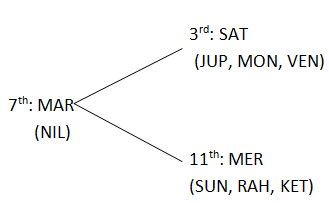 3rd: SAT
(JUP, MON, VEN)
7th: MAR
(NIL)
11th: MER
(SUN, RAH, KET)